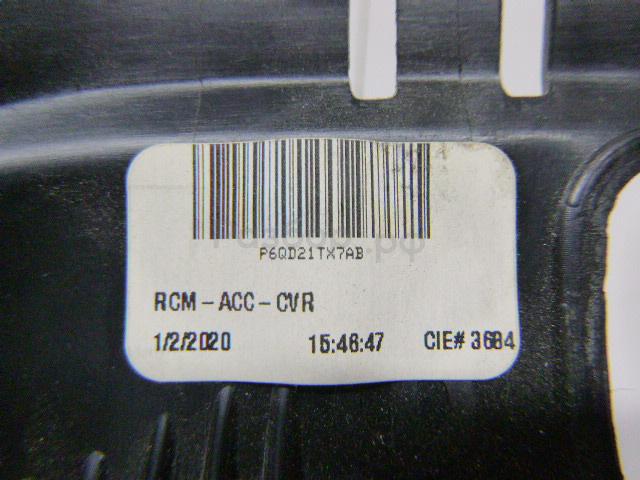 P6QD21TX7AB
RCM-ACC-CVR
1/2/2020 15:46:47 CIE# 3684